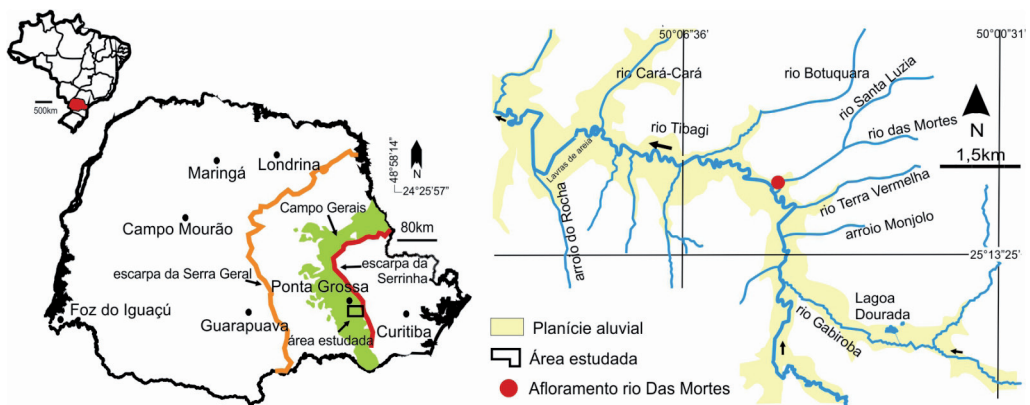 500km
Londrina
Maringá
48°58'14"
N
24°25'57"
Campo Gerais
80km
Campo Mourão
escarpa da Serra Geral
escarpa da
Serrinha
Ponta Grossa
Foz do Iguaçú
Guarapuava
Curitiba
área estudada
50°06"36'
50°00"31'
rio Cará-Cará
rio Botuquara
rio Santa Luzia
rio Tibagi
rio das Mortes
N
1,5km
Lavras de areia
rio Terra Vermelha
arroio do Rocha
arroio Monjolo
25°13"25'
Lagoa
Dourada
rio Gabiroba
Planície aluvial
Área estudada
Afloramento rio Das Mortes